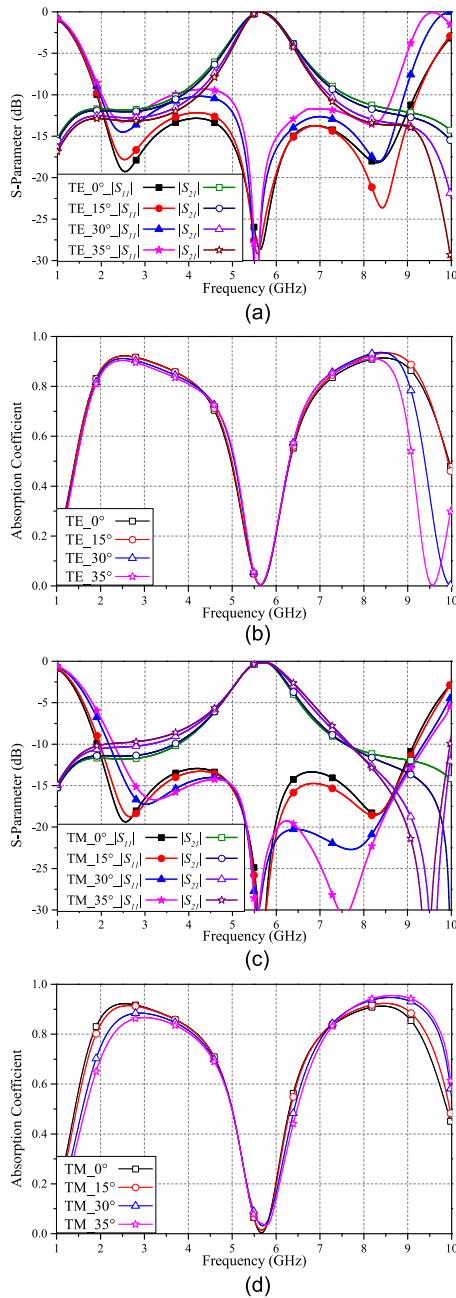 0
-5
-10
-15
-20
-25
-30
S-Parameter (dB)
TE_0°_|S11| |S21|
TE_15°_|S11| |S21|
TE_30°_|S11| |S21|
TE_35°_|S11| |S21|
1 2 3 4 5 6 7 8 9 10
Frequency (GHz)
(a)
1.0
0.8
0.6
0.4
0.2
0.0
Absorption Coefficient
TE_0°
TE_15°
TE_30°
TE_35°
1 2 3 4 5 6 7 8 9 10
Frequency (GHz)
(b)
0
-5
-10
-15
-20
-25
-30
S-Parameter (dB)
TM_0°_|S11| |S21|
TM_15°_|S11| |S21|
TM_30°_|S11| |S21|
TM_35°_|S11| |S21|
1 2 3 4 5 6 7 8 9 10
Frequency (GHz)
(c)
1.0
0.8
0.6
0.4
0.2
0.0
Absorption Coefficient
TM_0°
TM_15°
TM_30°
TM_35°
1 2 3 4 5 6 7 8 9 10
Frequency (GHz)
(d)